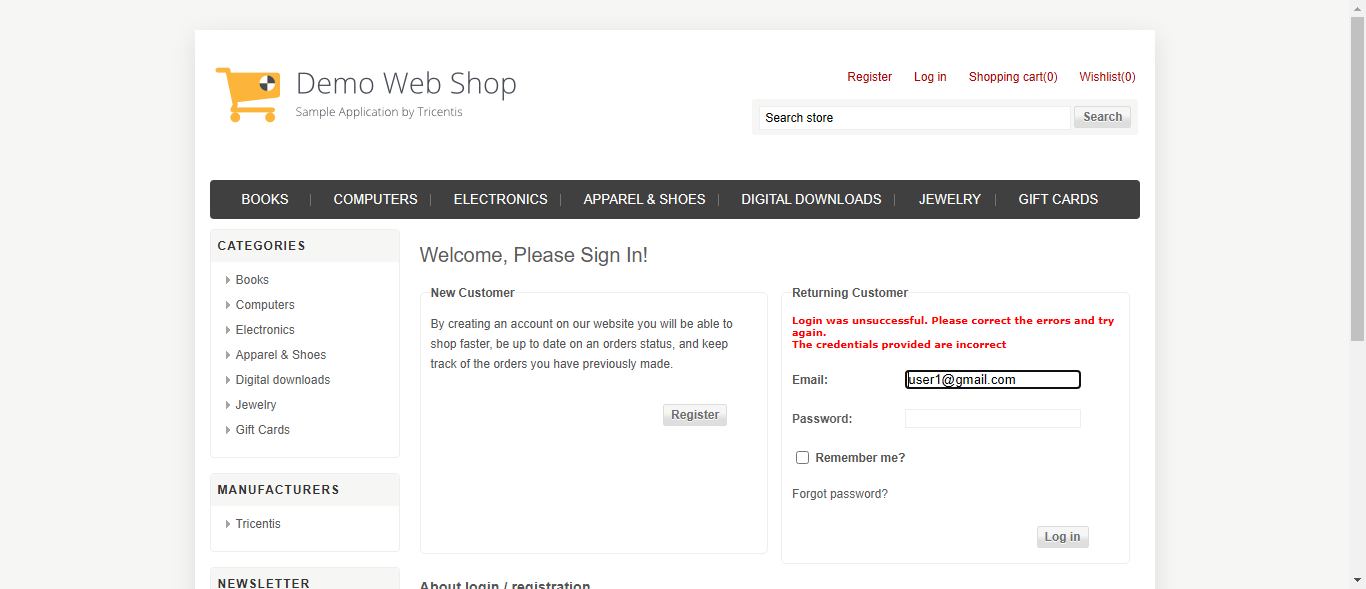 Demo Web Shop
Sample Application by Tricentis
Register Log in Shopping cart(0) Wishlist(0)
Search store Search
BOOKS COMPUTERS ELECTRONICS APPAREL & SHOES DIGITAL DOWNLOADS JEWELRY GIFT CARDS
CATEGORIES
Books
Computers
Electronics
Apparel & Shoes
Digital downloads
Jewelry
Gift Cards
MANUFACTURERS
Tricentis
NEWSLETTER
Welcome, Please Sign In!
New Customer
By creating an account on our website you will be able to
shop faster, be up to date on an orders status, and keep
track of the orders you have previously made.
Register
Returning Customer
Login was unsuccessful. Please correct the errors and try
again.
The credentials provided are incorrect
Email: user1@gmail.com
Password:
Remember me?
Forgot password?
Log in
About login / registration